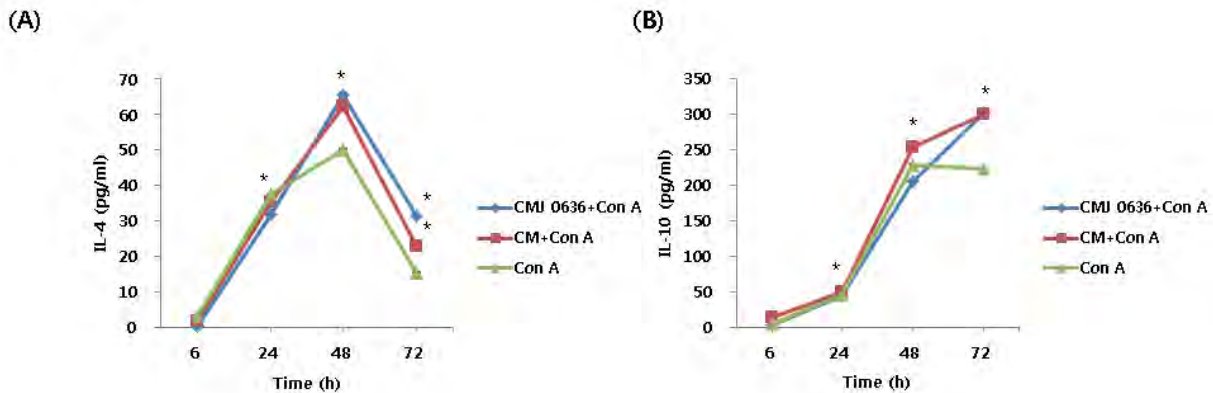 (A)
(B)
*
70
60
50
40
30
20
10
0
IL-4 (pg/ml)
*
*
*
6 24 48 72
Time (h)
CMJ 0636+Con A
CM+Con A
Con A
350
300
250
200
150
100
50
0
IL-10 (pg/ml)
*
*
*
6 24 48 72
Time (h)
CMJ 0636+Con A
CM+Con A
Con A